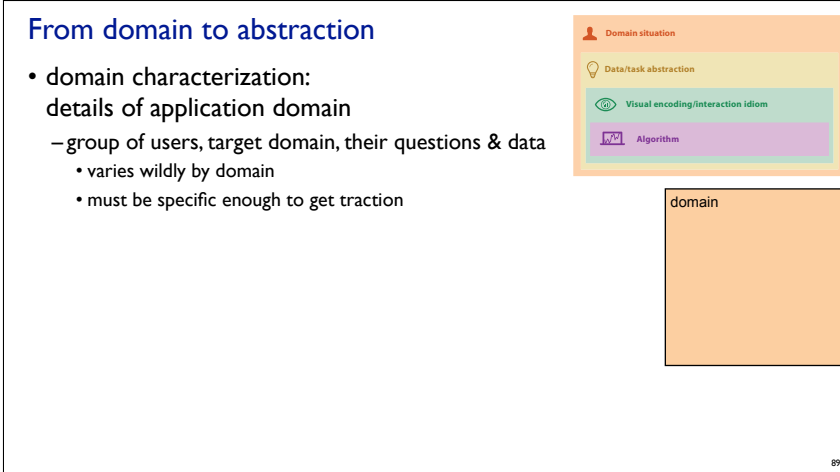 From domain to abstraction
• domain characterization:
details of application domain
–group of users, target domain, their questions & data
• varies wildly by domain
• must be specific enough to get traction
Domain situation
Data/task abstraction
Visual encoding/interaction idiom
Algorithm
domain
89